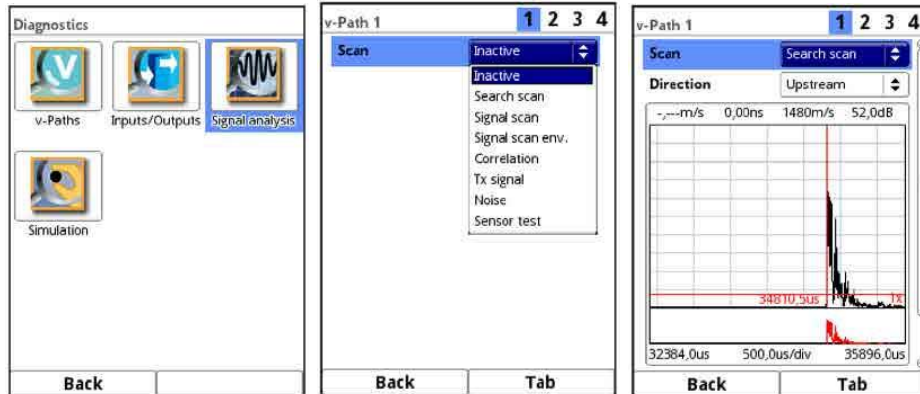 Diagnostics
v-Paths
Inputs/Outputs
Signal analysis
Simulation
Back
v-Path 1
1 2 3 4
Scan
Inactive
Inactive
Search scan
Signal scan
Signal scan env.
Correlation
Tx signal
Noise
Sensor test
Back
Tab
v-Path 1
1 2 3 4
Scan
Search scan
Direction
Upstream
-,---m/s 0,00ns 1480m/s 52,0dB
34810,5us
1x
32384,0us 500,0us/div 35896,0us
Back
Tab